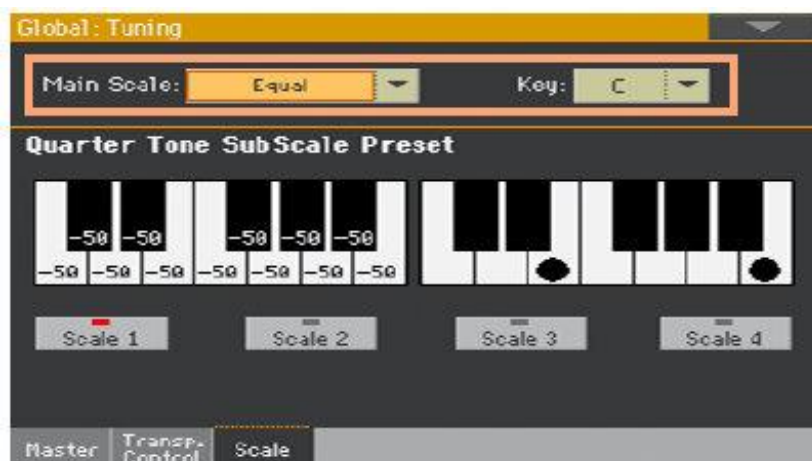 Global: Tuning
Main Scale: Equal Key: C
Quarter Tone SubScale Preset
-50 -50 -50 -50 -50
-50 -50 -50 -50 -50 -50 -50
Scale 1 Scale 2 Scale 3 Scale 4
Master Transp. Control Scale